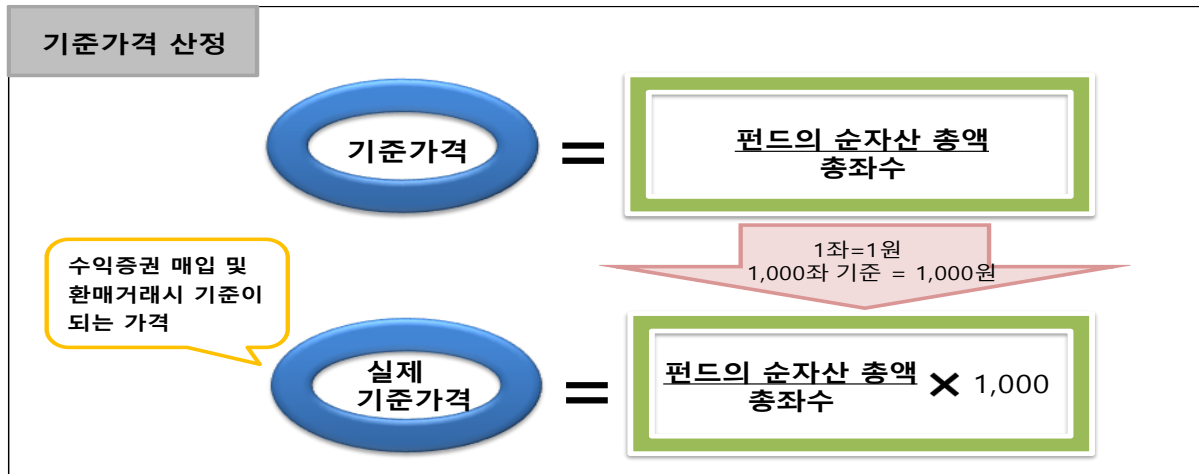 기준가격 산정
기준가격
=
펀드의 순자산 총액
총좌수
1좌=1원
1,000좌 기준 = 1,000원
수익증권 매입 및
환매거래시 기준이
되는 가격
실제
기준가격
=
펀드의 순자산 총액
총좌수
× 1,000